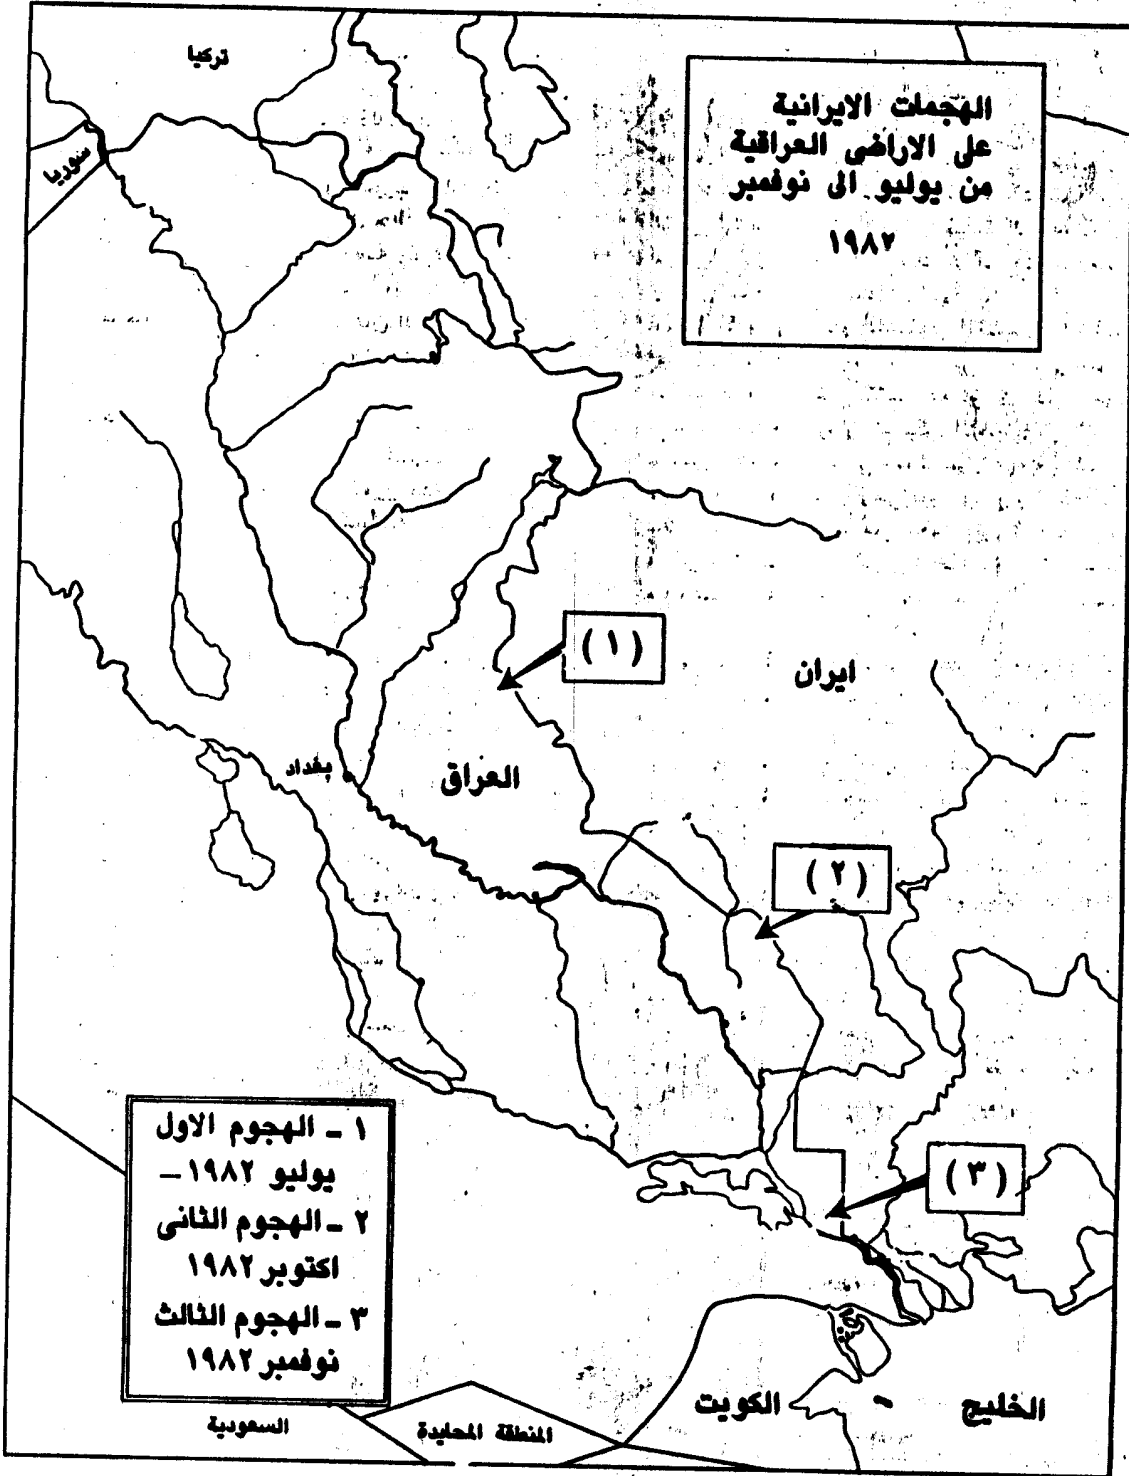 تركيا
سوريا
الهجمات الايرانية
على الاراضى العراقية
من يوليو الى نوفمبر
١٩٨٢
(١)
ايران
العراق
بغداد
(٢)
(٣)
١ ـ الهجوم الاول
يوليو ١٩٨٢ ـ
٢ ـ الهجوم الثانى
اكتوبر ١٩٨٢
٣ ـ الهجوم الثالث
نوفمبر ١٩٨٢
السعودية
المنطقة المحايدة
الكويت
الخليج